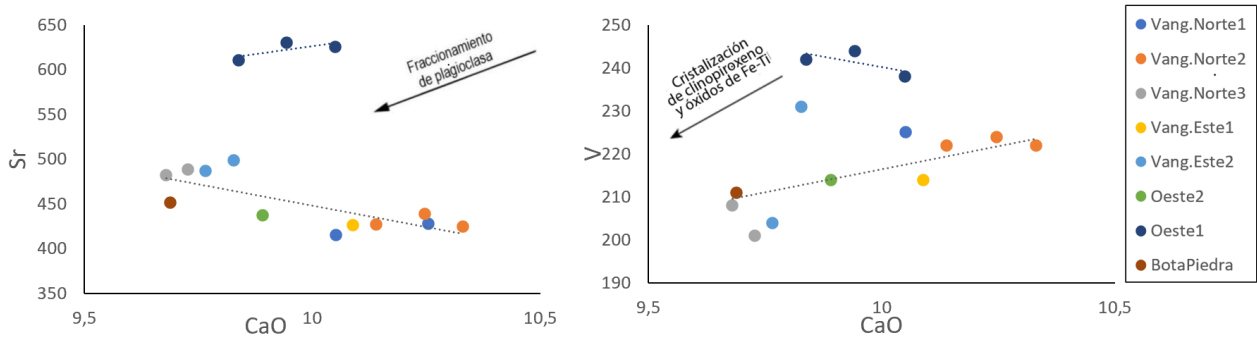 650
600
550
500
450
400
350
Sr
9,5
10
10,5
CaO
Fraccionamiento
de plagioclasa
250
240
230
220
210
200
190
V
9,5
10
10,5
CaO
Cristalización
de clinopiroxeno
y óxidos de Fe-Ti
Vang.Norte1
Vang.Norte2
Vang.Norte3
Vang.Este1
Vang.Este2
Oeste2
Oeste1
BotaPiedra